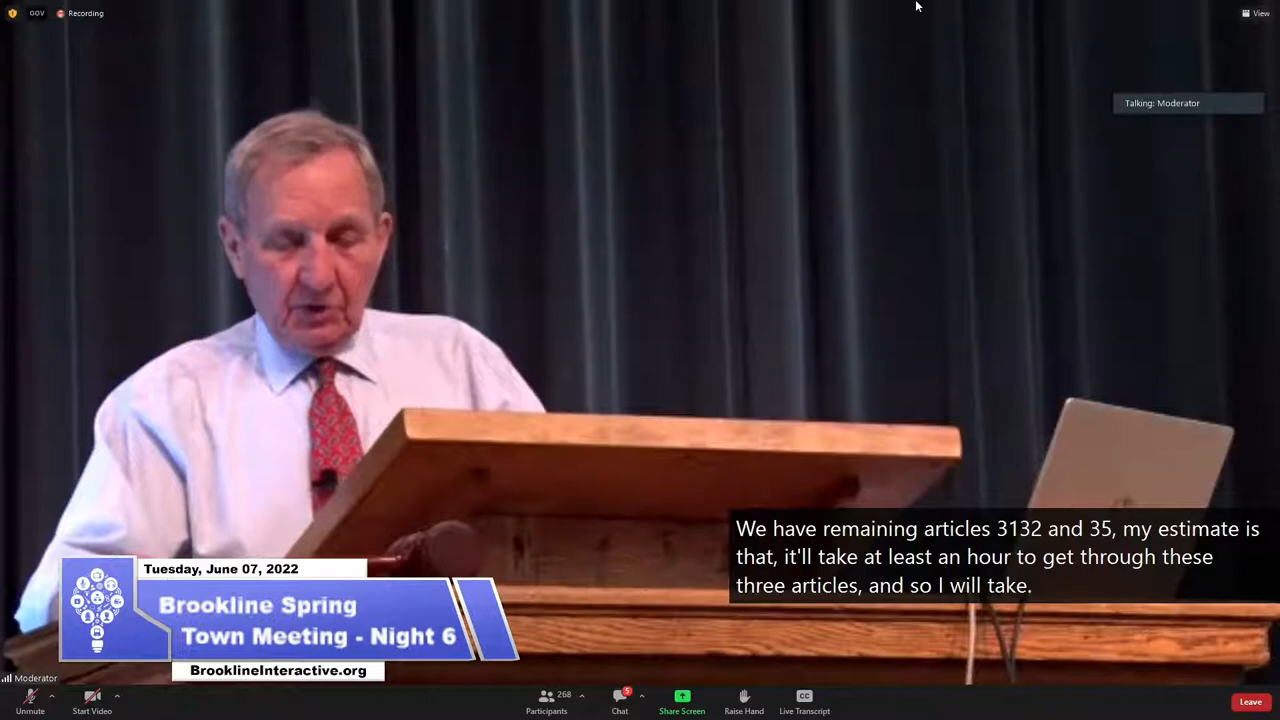 GOV
Recording
View
Talking: Moderator
We have remaining articles 3132 and 35, my estimate is
that, it'll take at least an hour to get through these
three articles, and so I will take.
Tuesday, June 07, 2022
Brookline Spring
Town Meeting - Night 6
BrooklineInteractive.org
Moderator
Unmute
Start Video
268
Participants
5
Chat
Share Screen
Raise Hand
CC
Live Transcript
Leave